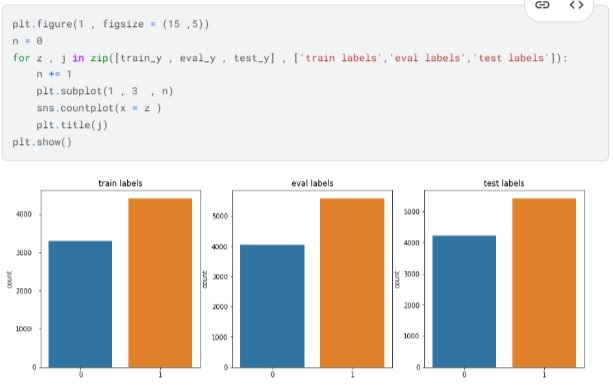 plt.figure(1 , figsize = (15 ,5))
n = 0
for z , j in zip([train_y , eval_y , test_y] , ['train labels','eval labels','test labels']):
    n += 1
    plt.subplot(1 , 3  , n)
    sns.countplot(x = z )
    plt.title(j)
plt.show()
train labels
count
4000
3000
2000
1000
0
0 1
eval labels
count
5000
4000
3000
2000
1000
0
0 1
test labels
count
5000
4000
3000
2000
1000
0
0 1